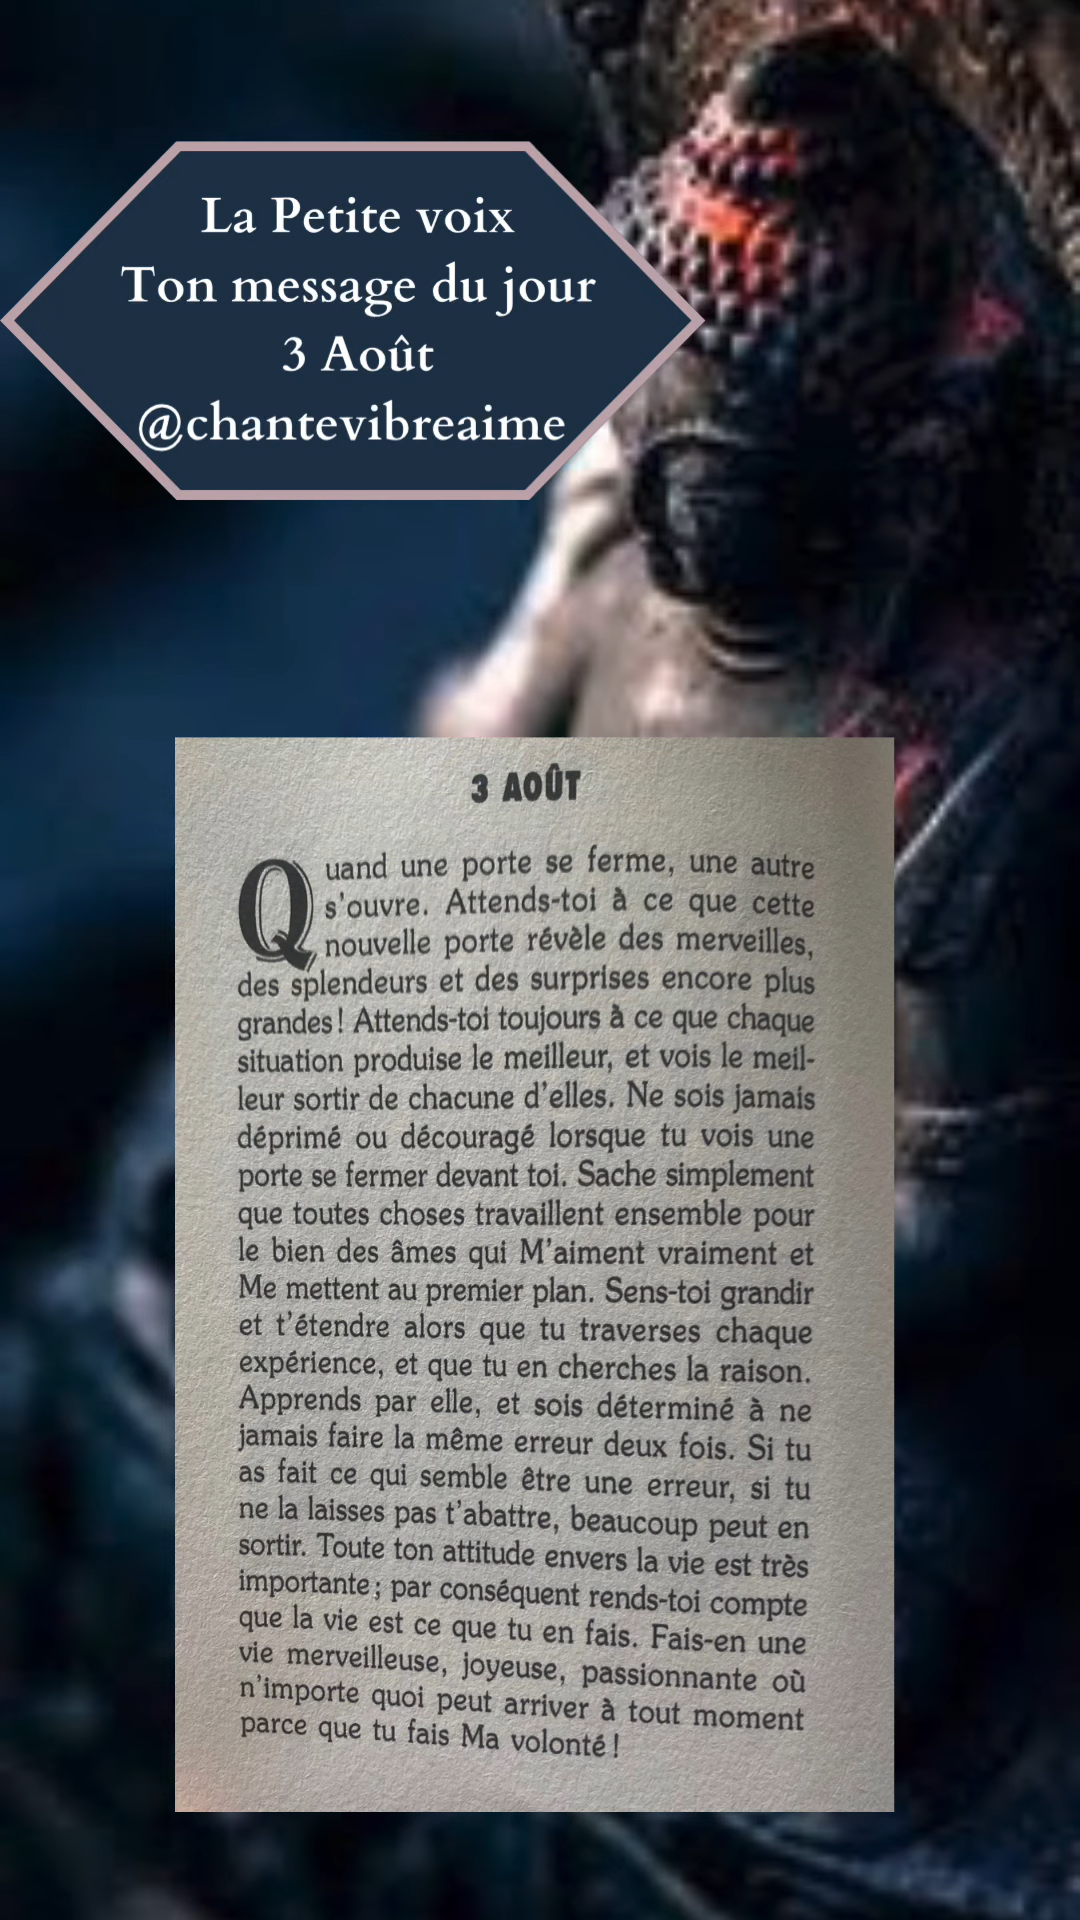 La Petite voix
Ton message du jour
3 Août
@chantevibreaime
3 AOÛT
Quand une porte se ferme, une autre
s'ouvre. Attends-toi à ce que cette
nouvelle porte révèle des merveilles,
des splendeurs et des surprises encore plus
grandes! Attends-toi toujours à ce que chaque
situation produise le meilleur, et vois le meil-
leur sortir de chacune d'elles. Ne sois jamais
déprimé ou découragé lorsque tu vois une
porte se fermer devant toi. Sache simplement
que toutes choses travaillent ensemble pour
le bien des âmes qui M'aiment vraiment et
Me mettent au premier plan. Sens-toi grandir
et t'étendre alors que tu traverses chaque
expérience, et que tu en cherches la raison.
Apprends par elle, et sois déterminé à ne
jamais faire la même erreur deux fois. Si tu
as fait ce qui semble être une erreur, si tu
ne la laisses pas t'abattre, beaucoup peut en
sortir. Toute ton attitude envers la vie est très
importante; par conséquent rends-toi compte
que la vie est ce que tu en fais. Fais-en une
vie merveilleuse, joyeuse, passionnante où
n'importe quoi peut arriver à tout moment
parce que tu fais Ma volonté!